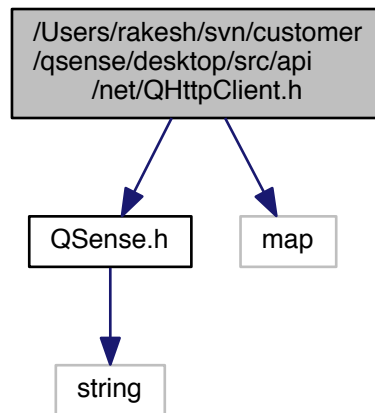 /Users/rakesh/svn/customer
/qsense/desktop/src/api
/net/QHttpClient.h
QSense.h
map
string